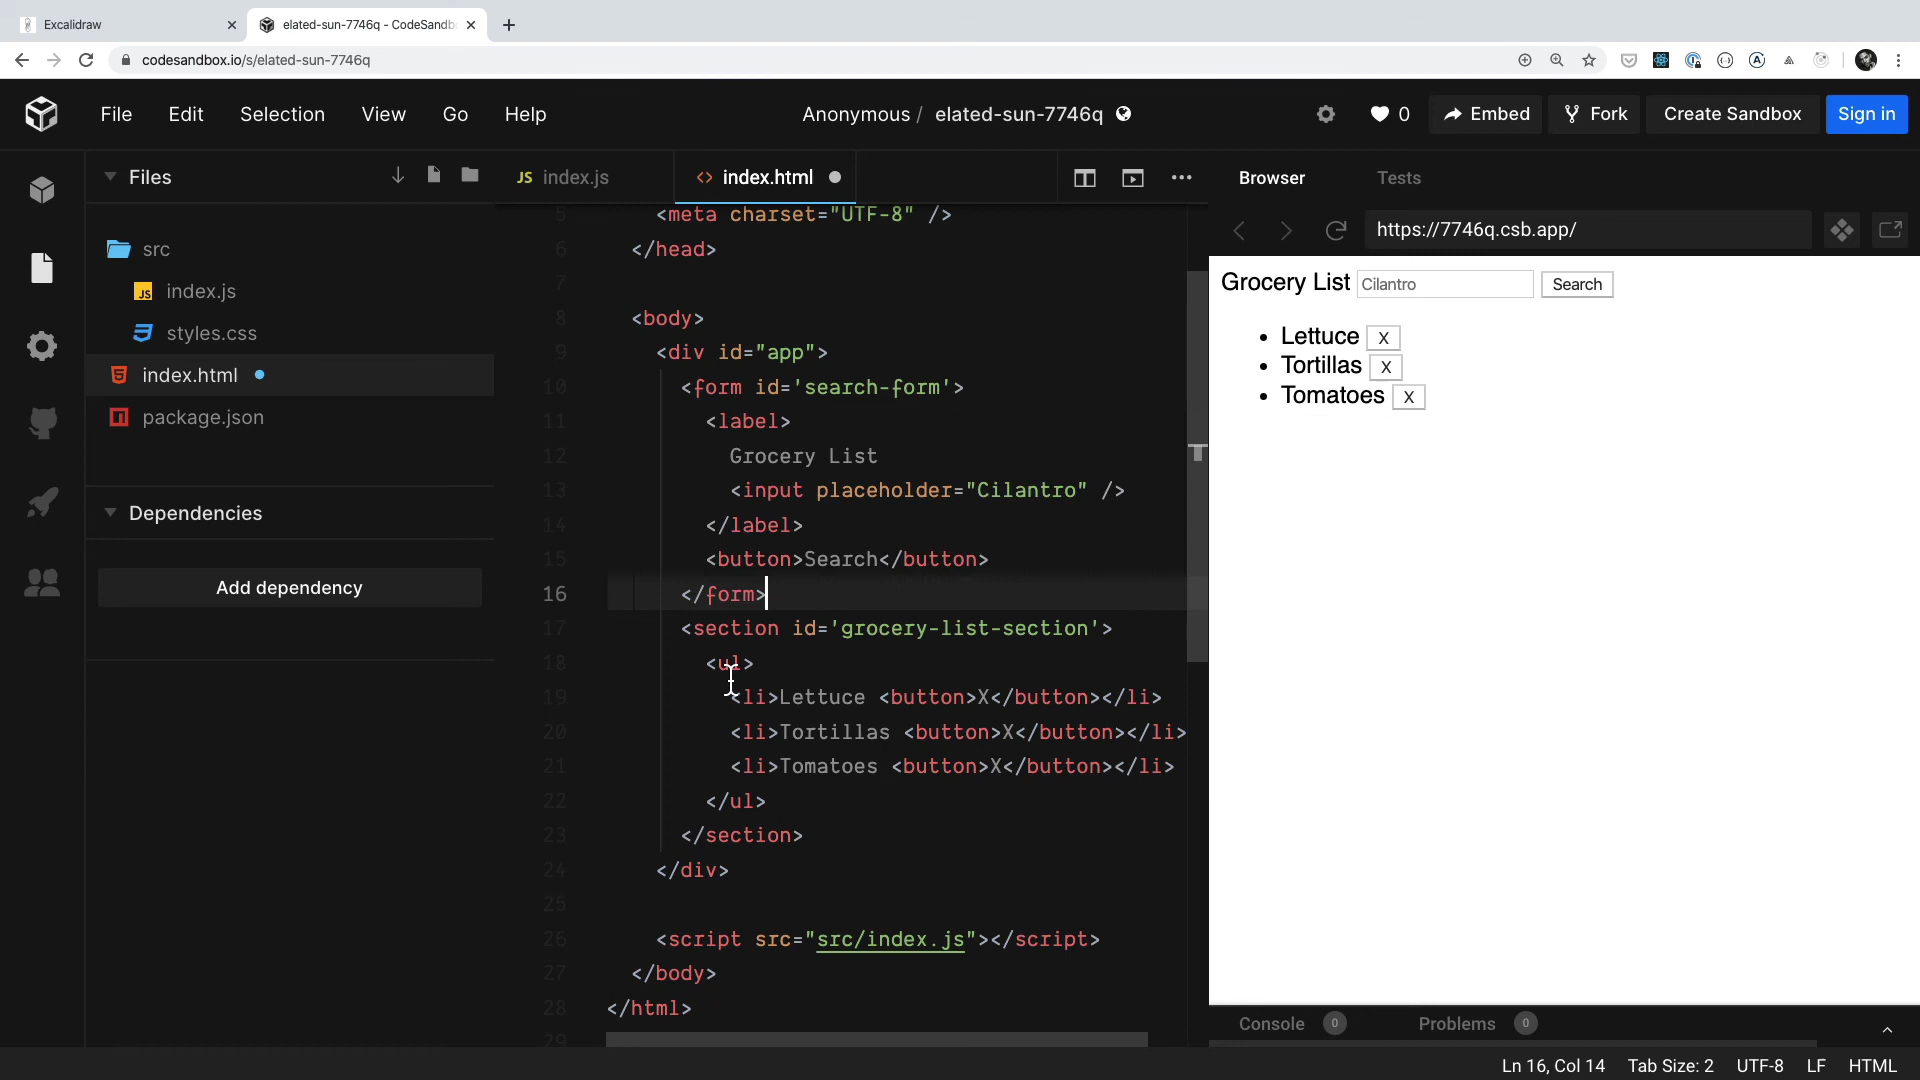 Excalidraw
elated-sun-7746q - CodeSandb
codesandbox.io/s/elated-sun-7746q
File Edit Selection View Go Help
Anonymous / elated-sun-7746q
0 Embed Fork Create Sandbox Sign in
Files
src
index.js
styles.css
index.html
package.json
Dependencies
Add dependency
JS index.js
<> index.html
5 <meta charset="UTF-8" />
6 </head>
7
8 <body>
9 <div id="app">
10 <form id='search-form'>
11 <label>
12 Grocery List
13 <input placeholder="Cilantro" />
14 </label>
15 <button>Search</button>
16 </form>
17 <section id='grocery-list-section'>
18 <ul>
19 <li>Lettuce <button>X</button></li>
20 <li>Tortillas <button>X</button></li>
21 <li>Tomatoes <button>X</button></li>
22 </ul>
23 </section>
24 </div>
25
26 <script src="src/index.js"></script>
27 </body>
28 </html>
29
Browser Tests
https://7746q.csb.app/
Grocery List Cilantro Search
• Lettuce X
• Tortillas X
• Tomatoes X
Console 0 Problems 0
Ln 16, Col 14 Tab Size: 2 UTF-8 LF HTML